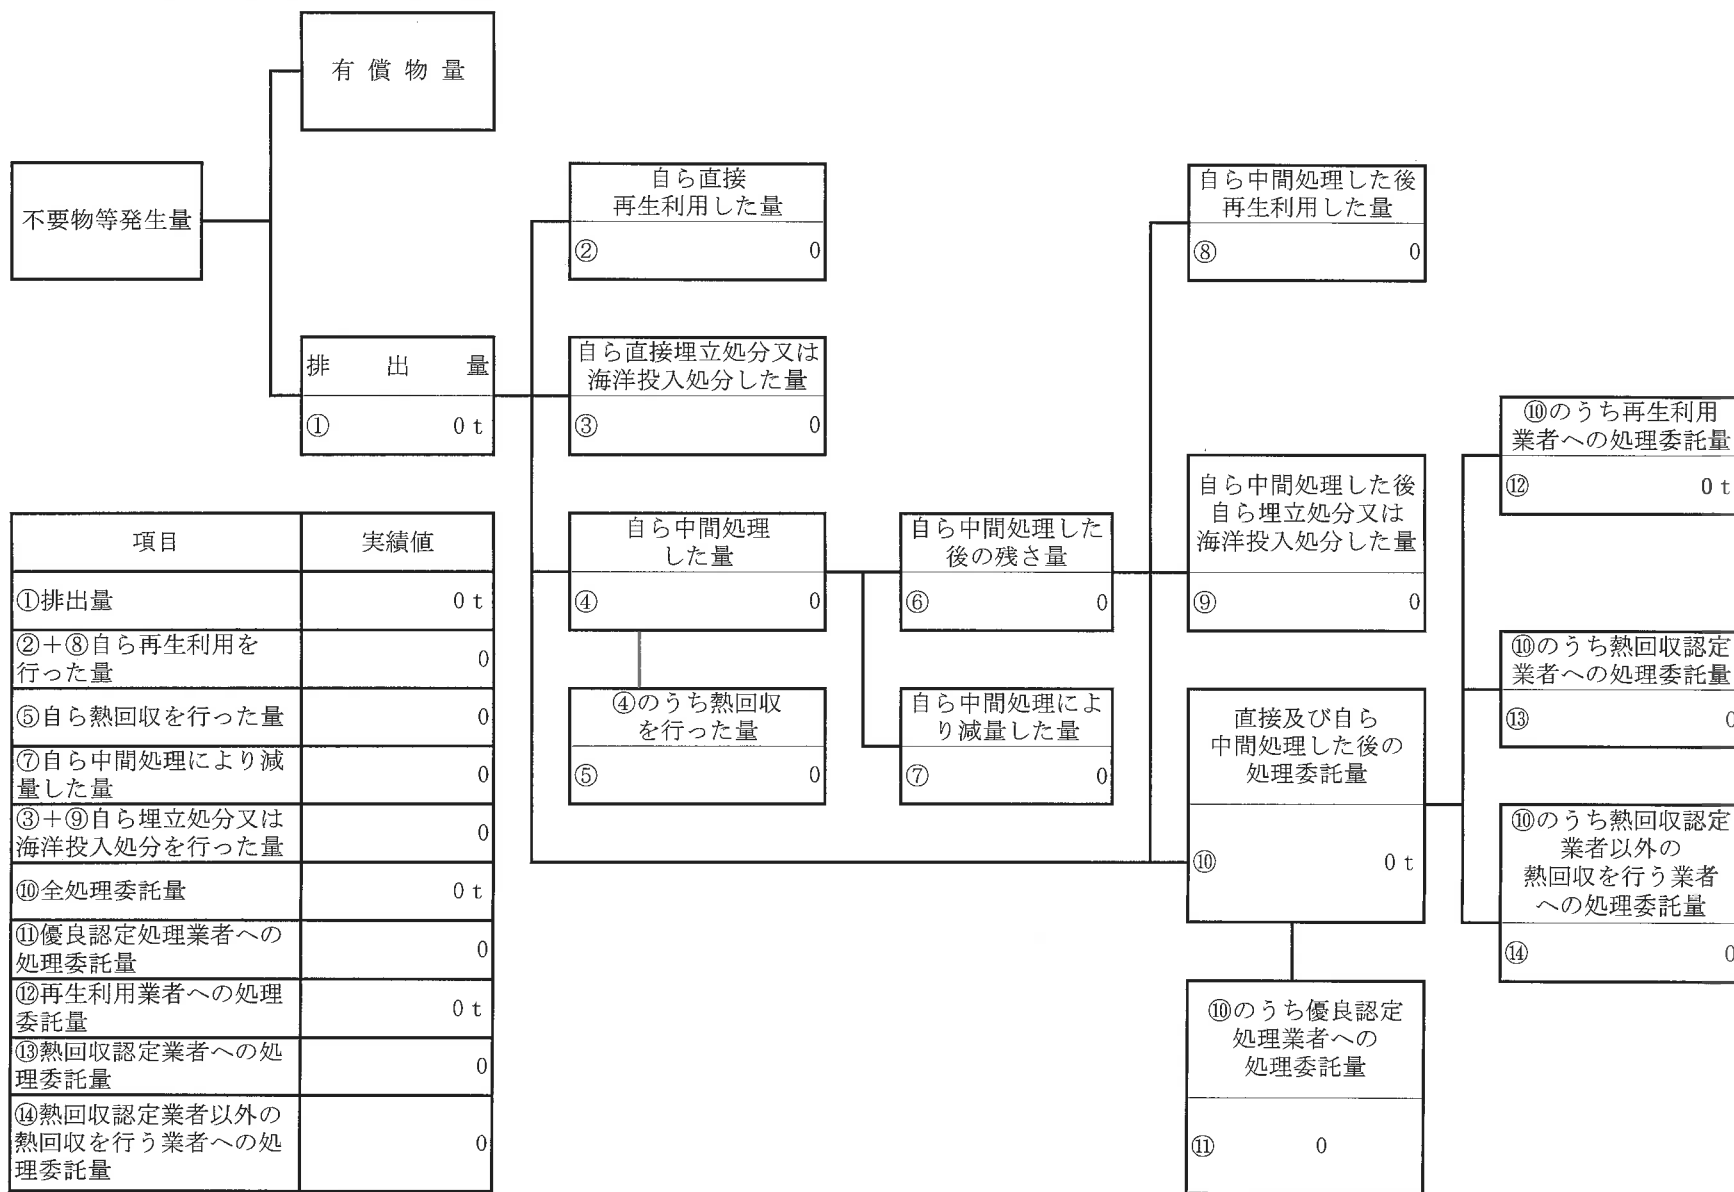 有償物量
不要物等発生量
排出量
① 0 t
自ら直接
再生利用した量
② 0
自ら直接埋立処分又は
海洋投入処分した量
③ 0
自ら中間処理
した量
④ 0
④のうち熱回収
を行った量
⑤ 0
自ら中間処理した
後の残さ量
⑥ 0
自ら中間処理によ
り減量した量
⑦ 0
自ら中間処理した後
再生利用した量
⑧ 0
自ら中間処理した後
自ら埋立処分又は
海洋投入処分した量
⑨ 0
直接及び自ら
中間処理した後の
処理委託量
⑩ 0 t
⑩のうち優良認定
処理業者への
処理委託量
⑪ 0
⑩のうち再生利用
業者への処理委託量
⑫ 0 t
⑩のうち熱回収認定
業者への処理委託量
⑬ 0
⑩のうち熱回収認定
業者以外の
熱回収を行う業者
への処理委託量
⑭ 0
項目 実績値
①排出量 0 t
②+⑧自ら再生利用を
行った量 0
⑤自ら熱回収を行った量 0
⑦自ら中間処理により減
量した量 0
③+⑨自ら埋立処分又は
海洋投入処分を行った量 0
⑩全処理委託量 0 t
⑪優良認定処理業者への
処理委託量 0
⑫再生利用業者への処理
委託量 0 t
⑬熱回収認定業者への処
理委託量 0
⑭熱回収認定業者以外の
熱回収を行う業者への処
理委託量 0